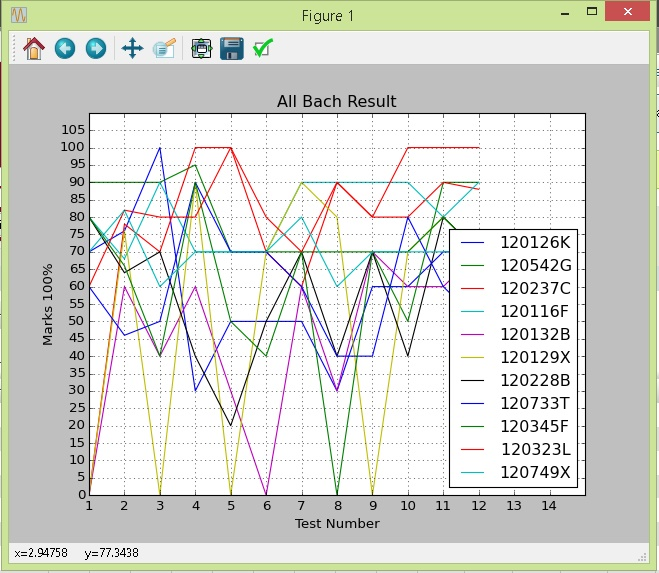 Figure 1
All Bach Result
105
100
95
90
85
80
75
70
65
60
55
50
45
40
35
30
25
20
15
10
5
0
Marks 100%
120126K
120542G
120237C
120116F
120132B
120129X
120228B
120733T
120345F
120323L
120749X
1 2 3 4 5 6 7 8 9 10 11 12 13 14
Test Number
x=2.94758 y=77.3438